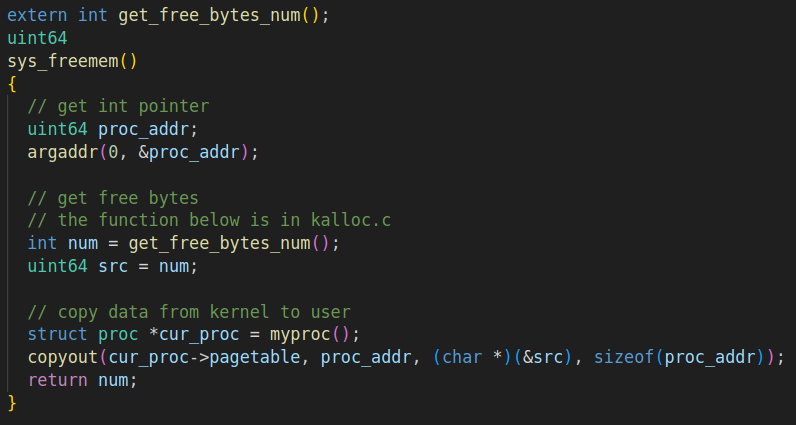 extern int get_free_bytes_num();
uint64
sys_freemem()
{
  // get int pointer
  uint64 proc_addr;
  argaddr(0, &proc_addr);

  // get free bytes
  // the function below is in kalloc.c
  int num = get_free_bytes_num();
  uint64 src = num;

  // copy data from kernel to user
  struct proc *cur_proc = myproc();
  copyout(cur_proc->pagetable, proc_addr, (char *)(&src), sizeof(proc_addr));
  return num;
}